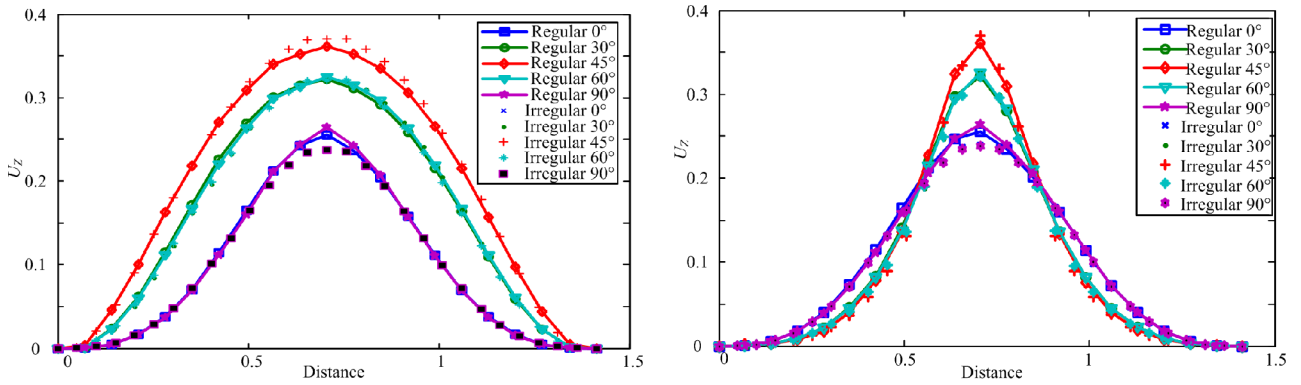 0.4
0.3
0.2
0.1
0
U_Z
0
0.5
1
1.5
Distance
Regular 0°
Regular 30°
Regular 45°
Regular 60°
Regular 90°
Irregular 0°
Irregular 30°
Irregular 45°
Irregular 60°
Irregular 90°
0.4
0.3
0.2
0.1
0
U_Z
0
0.5
1
1.5
Distance
Regular 0°
Regular 30°
Regular 45°
Regular 60°
Regular 90°
Irregular 0°
Irregular 30°
Irregular 45°
Irregular 60°
Irregular 90°